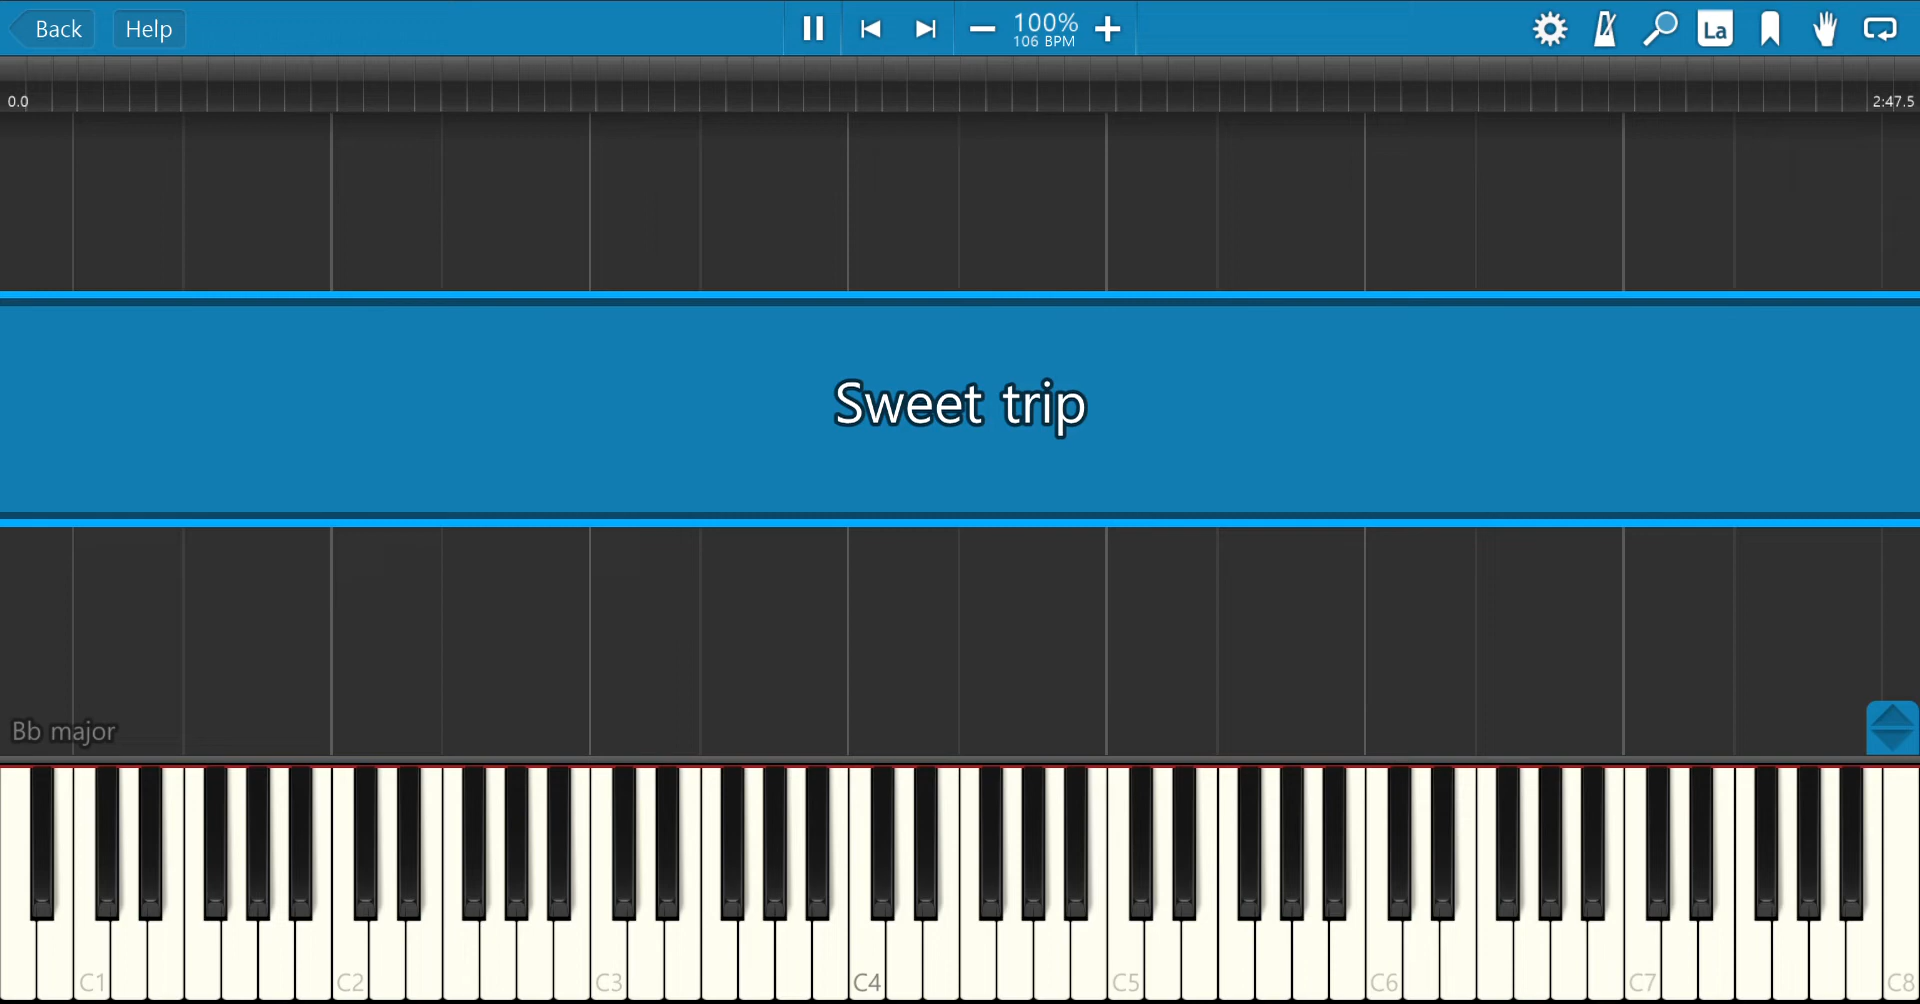 Back
Help
100%
106 BPM
La
0.0
2:47.5
Sweet trip
Bb major
C1
C2
C3
C4
C5
C6
C7
C8